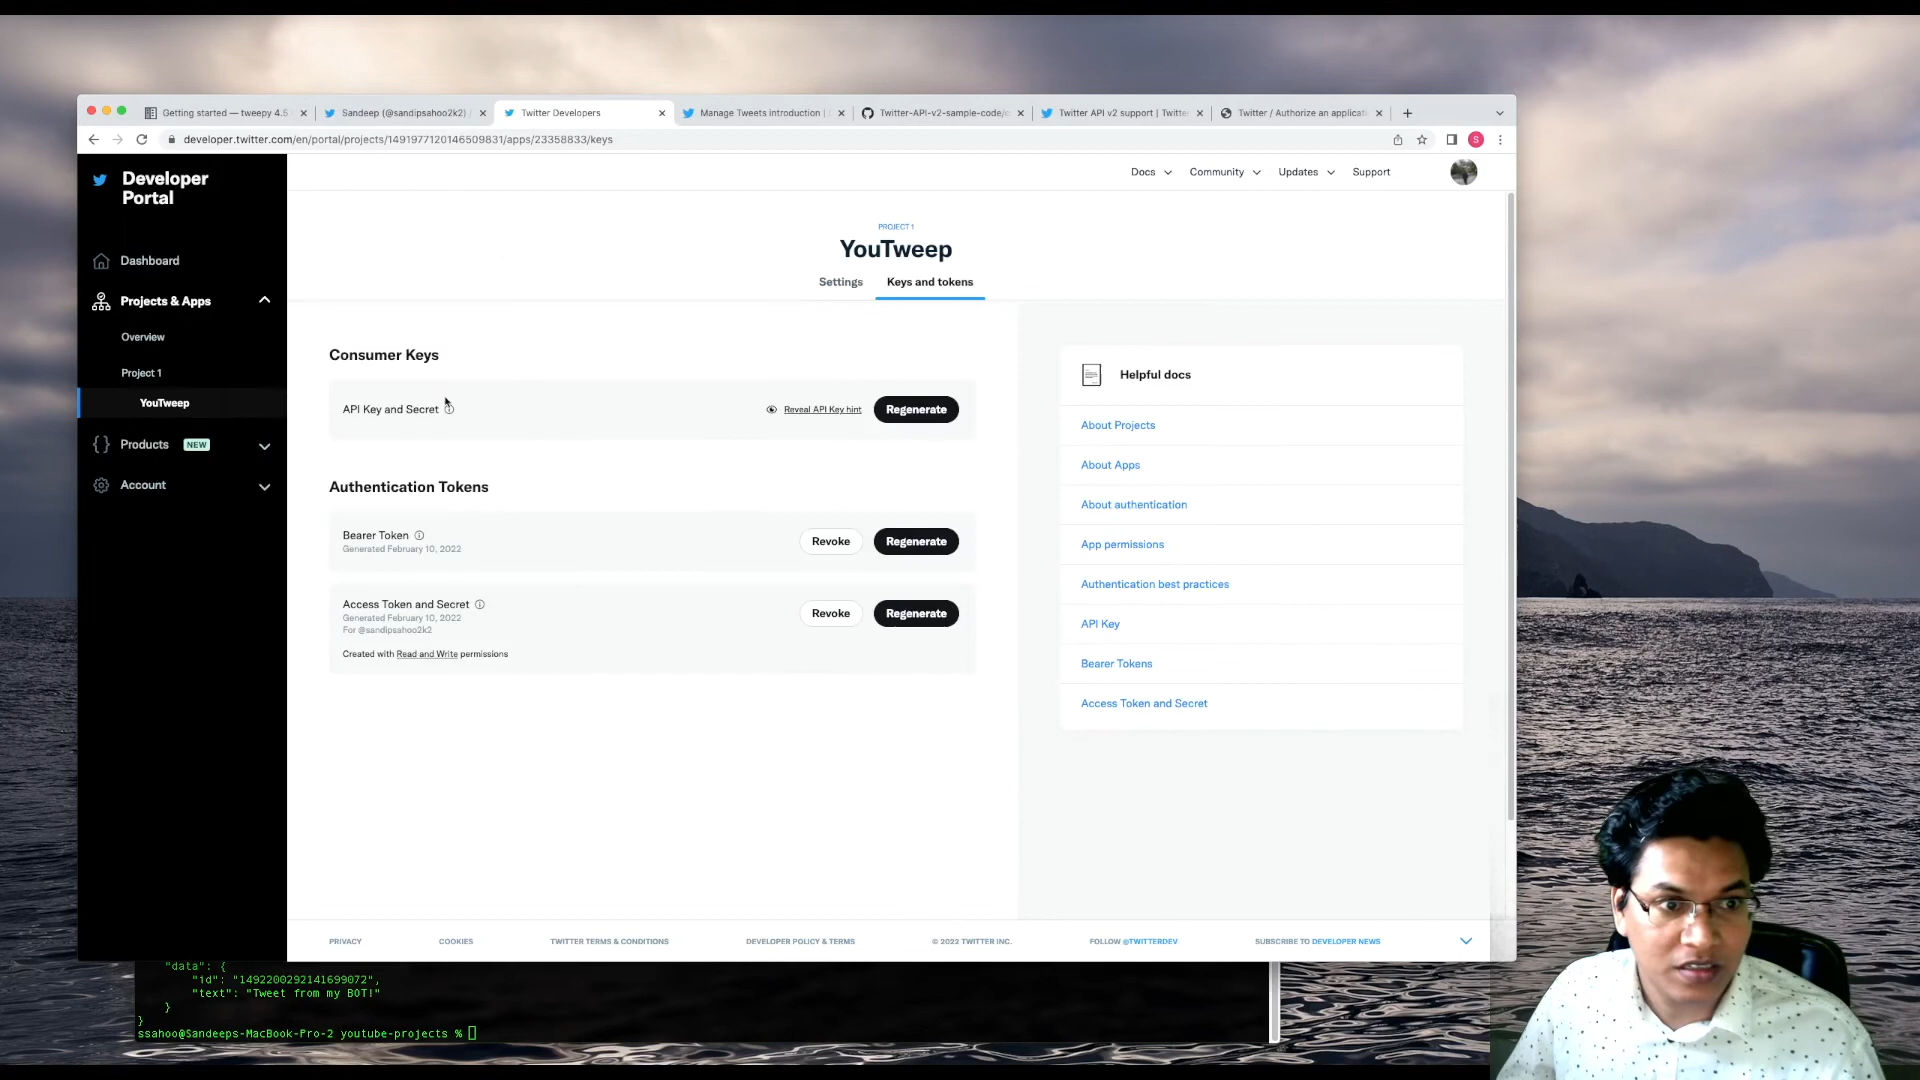 Getting started — tweepy 4.5
Sandeep (@sandipsahoo2k2) /
Twitter Developers
Manage Tweets introduction |
Twitter-API-v2-sample-code/c
Twitter API v2 support | Twitter
Twitter / Authorize an applicati
developer.twitter.com/en/portal/projects/1491977120146509831/apps/23358833/keys
S
Developer
Portal
Docs
Community
Updates
Support
Dashboard
Projects & Apps
Overview
Project 1
YouTweep
Products NEW
Account
PROJECT 1
YouTweep
Settings
Keys and tokens
Consumer Keys
API Key and Secret
Reveal API Key hint
Regenerate
Authentication Tokens
Bearer Token
Generated February 10, 2022
Revoke
Regenerate
Access Token and Secret
Generated February 10, 2022
For @sandipsahoo2k2
Created with Read and Write permissions
Revoke
Regenerate
Helpful docs
About Projects
About Apps
About authentication
App permissions
Authentication best practices
API Key
Bearer Tokens
Access Token and Secret
PRIVACY
COOKIES
TWITTER TERMS & CONDITIONS
DEVELOPER POLICY & TERMS
© 2022 TWITTER INC.
FOLLOW @TWITTERDEV
SUBSCRIBE TO DEVELOPER NEWS
"data": {
"id": "1492200292141699072",
"text": "Tweet from my BOT!"
}
}
ssahoo@Sandeeps-MacBook-Pro-2 youtube-projects %